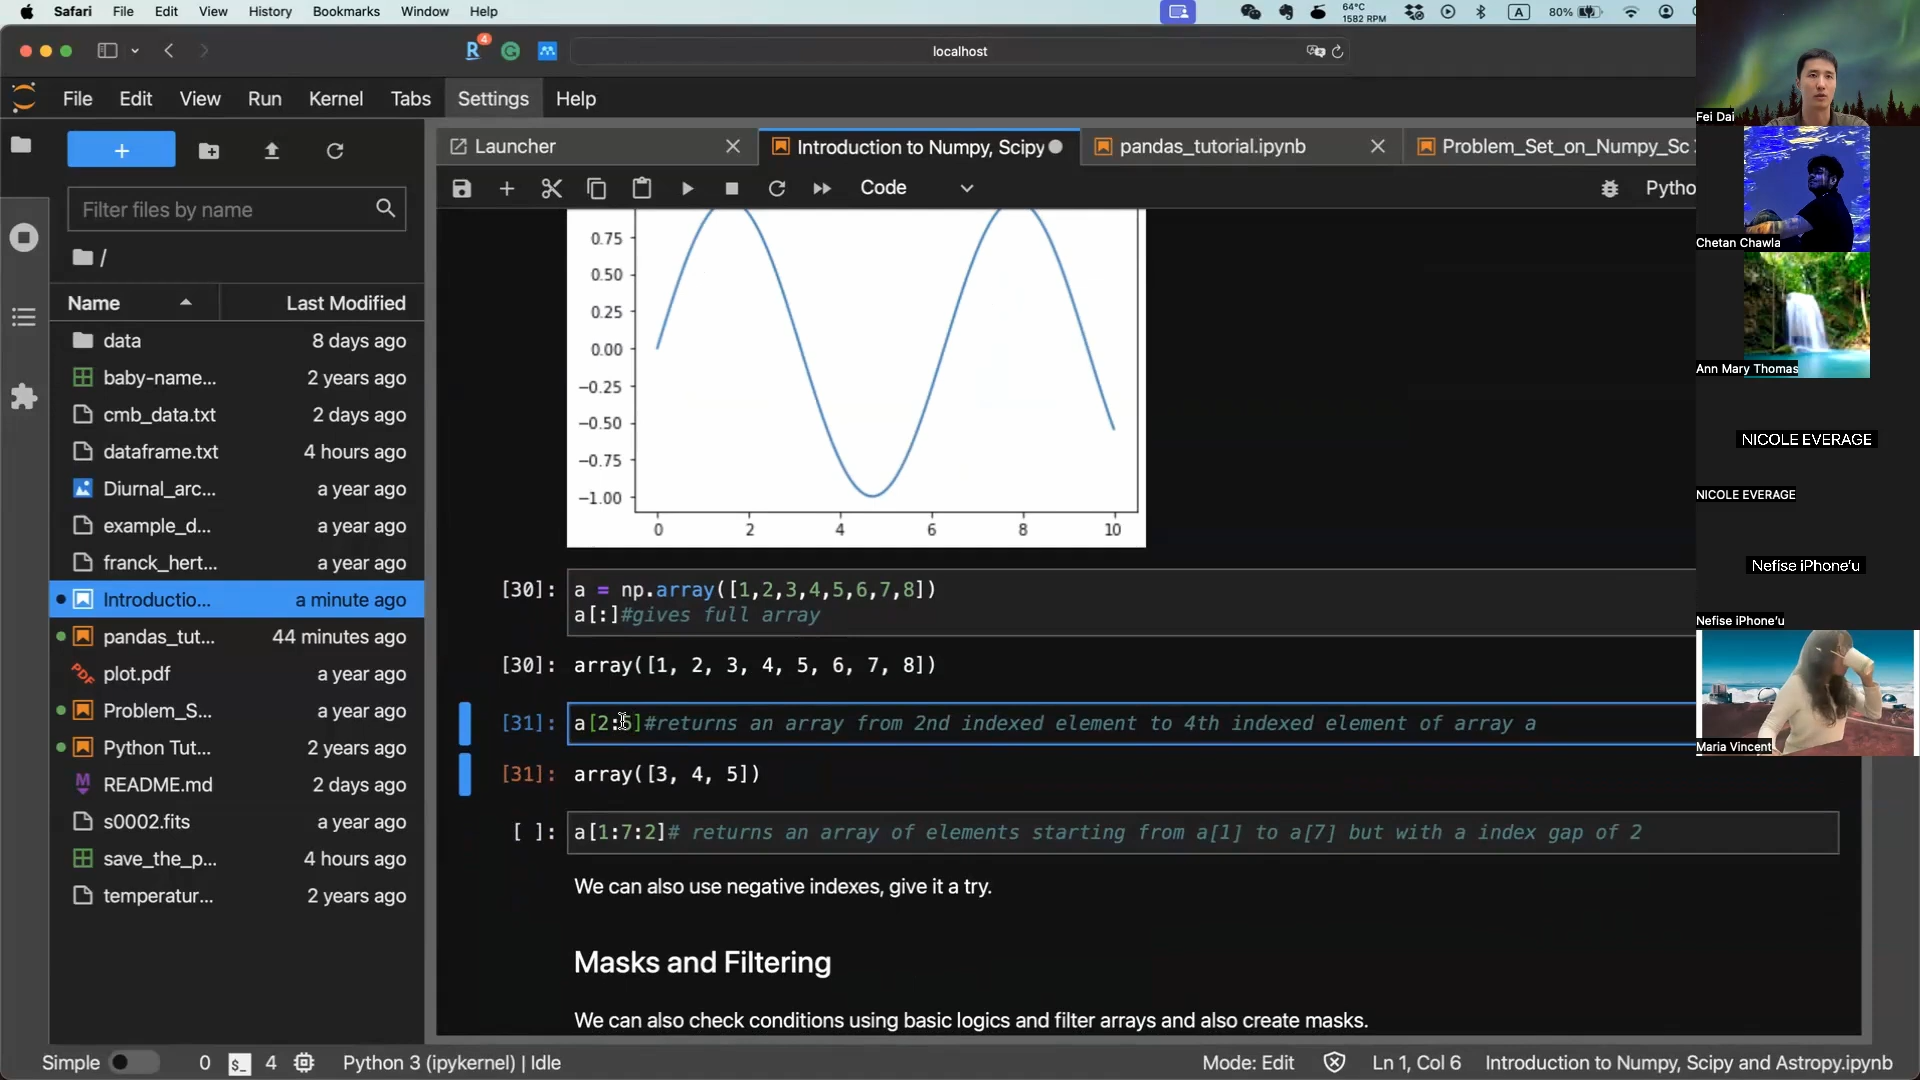 Safari File Edit View History Bookmarks Window Help
64°C
1582 RPM
A
80%
4
localhost
File Edit View Run Kernel Tabs Settings Help
Launcher
Introduction to Numpy, Scipy
pandas_tutorial.ipynb
Problem_Set_on_Numpy_Sc
Code
Pytho
Filter files by name
/
Name Last Modified
data 8 days ago
baby-name... 2 years ago
cmb_data.txt 2 days ago
dataframe.txt 4 hours ago
Diurnal_arc... a year ago
example_d... a year ago
franck_hert... a year ago
Introductio... a minute ago
pandas_tut... 44 minutes ago
plot.pdf a year ago
Problem_S... a year ago
Python Tut... 2 years ago
README.md 2 days ago
s0002.fits a year ago
save_the_p... 4 hours ago
temperatur... 2 years ago
0.75
0.50
0.25
0.00
−0.25
−0.50
−0.75
−1.00
0 2 4 6 8 10
[30]: a = np.array([1,2,3,4,5,6,7,8])
a[:]#gives full array
[30]: array([1, 2, 3, 4, 5, 6, 7, 8])
[31]: a[2:5]#returns an array from 2nd indexed element to 4th indexed element of array a
[31]: array([3, 4, 5])
[ ]: a[1:7:2]# returns an array of elements starting from a[1] to a[7] but with a index gap of 2
We can also use negative indexes, give it a try.
Masks and Filtering
We can also check conditions using basic logics and filter arrays and also create masks.
Fei Dai
Chetan Chawla
Ann Mary Thomas
NICOLE EVERAGE
NICOLE EVERAGE
Nefise iPhone'u
Nefise iPhone'u
Maria Vincent
Simple 0 $_ 4 Python 3 (ipykernel) | Idle
Mode: Edit Ln 1, Col 6 Introduction to Numpy, Scipy and Astropy.ipynb